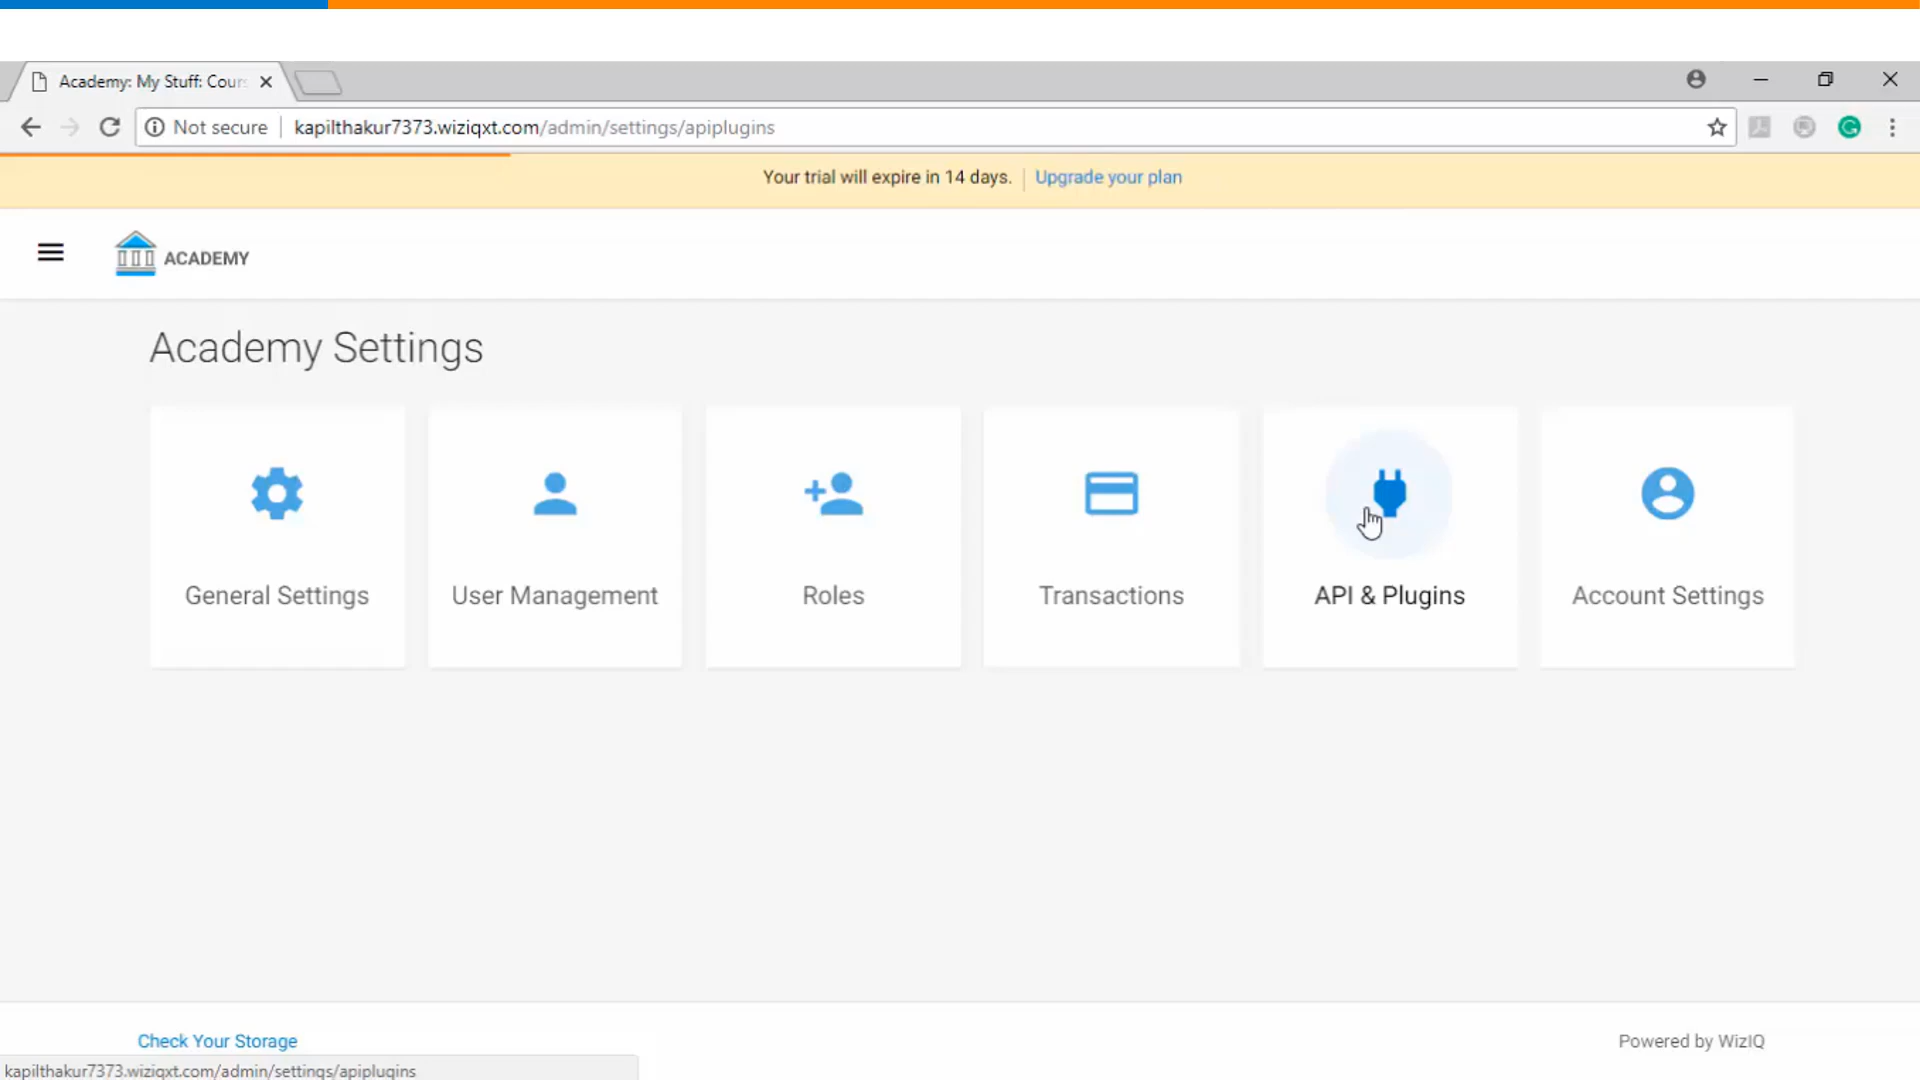 Academy: My Stuff: Cour
Not secure kapilthakur7373.wiziqxt.com/admin/settings/apiplugins
Your trial will expire in 14 days. Upgrade your plan
ACADEMY
Academy Settings
General Settings User Management Roles Transactions API & Plugins Account Settings
Check Your Storage Powered by WizIQ
kapilthakur7373.wiziqxt.com/admin/settings/apiplugins